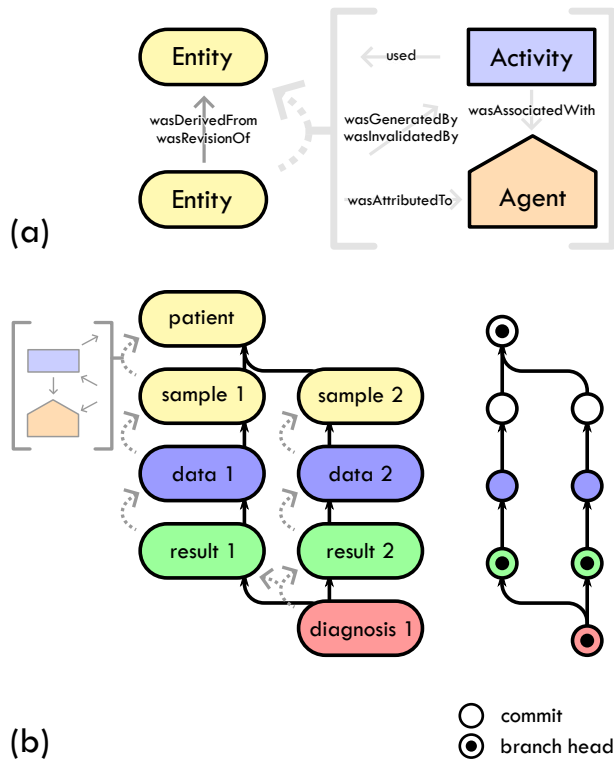 (a)
Entity
used
Activity
wasDerivedFrom
wasRevisionOf
wasGeneratedBy
wasInvalidatedBy
wasAssociatedWith
Entity
wasAttributedTo
Agent
patient
sample 1
sample 2
data 1
data 2
result 1
result 2
diagnosis 1
(b)
commit
branch head